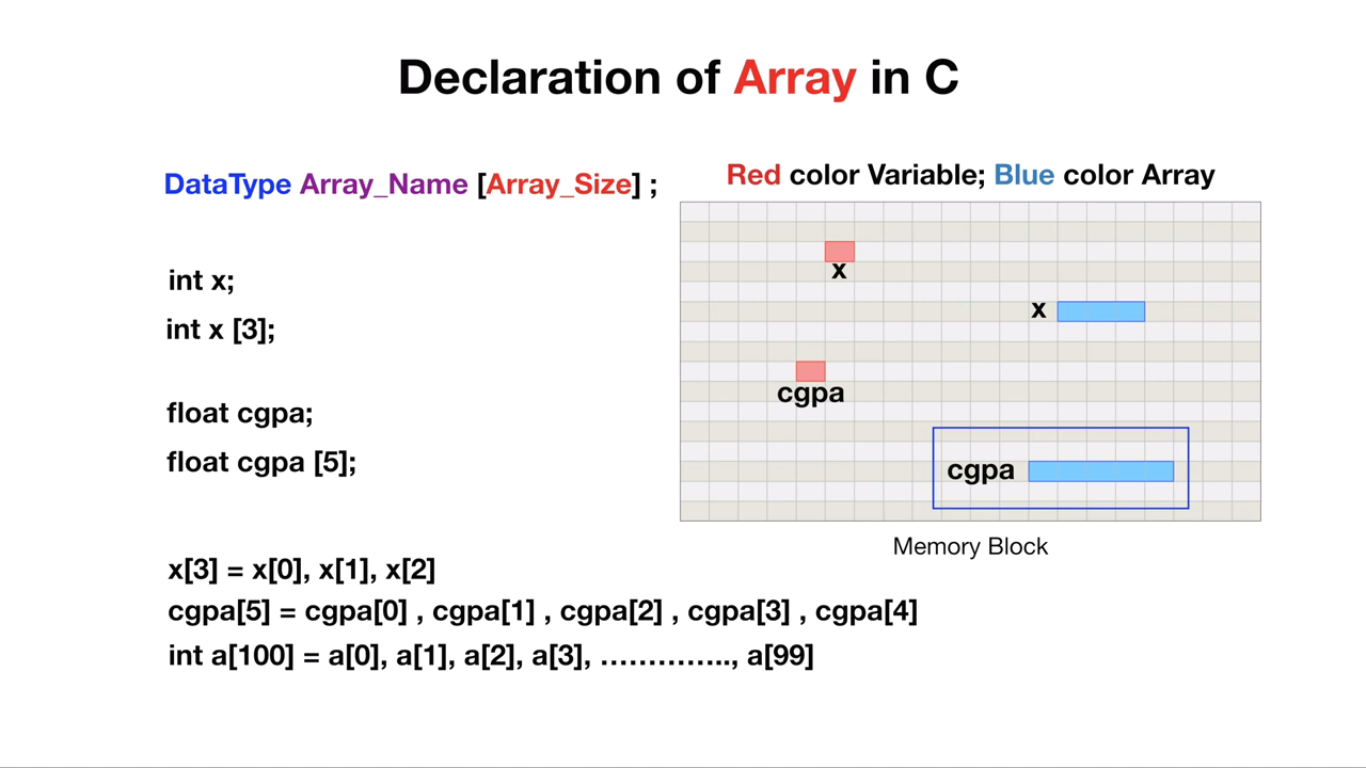 Declaration of Array in C
DataType Array_Name [Array_Size] ;
int x;
int x [3];
float cgpa;
float cgpa [5];
Red color Variable; Blue color Array
x
x
cgpa
cgpa
Memory Block
x[3] = x[0], x[1], x[2]
cgpa[5] = cgpa[0] , cgpa[1] , cgpa[2] , cgpa[3] , cgpa[4]
int a[100] = a[0], a[1], a[2], a[3], ………….., a[99]